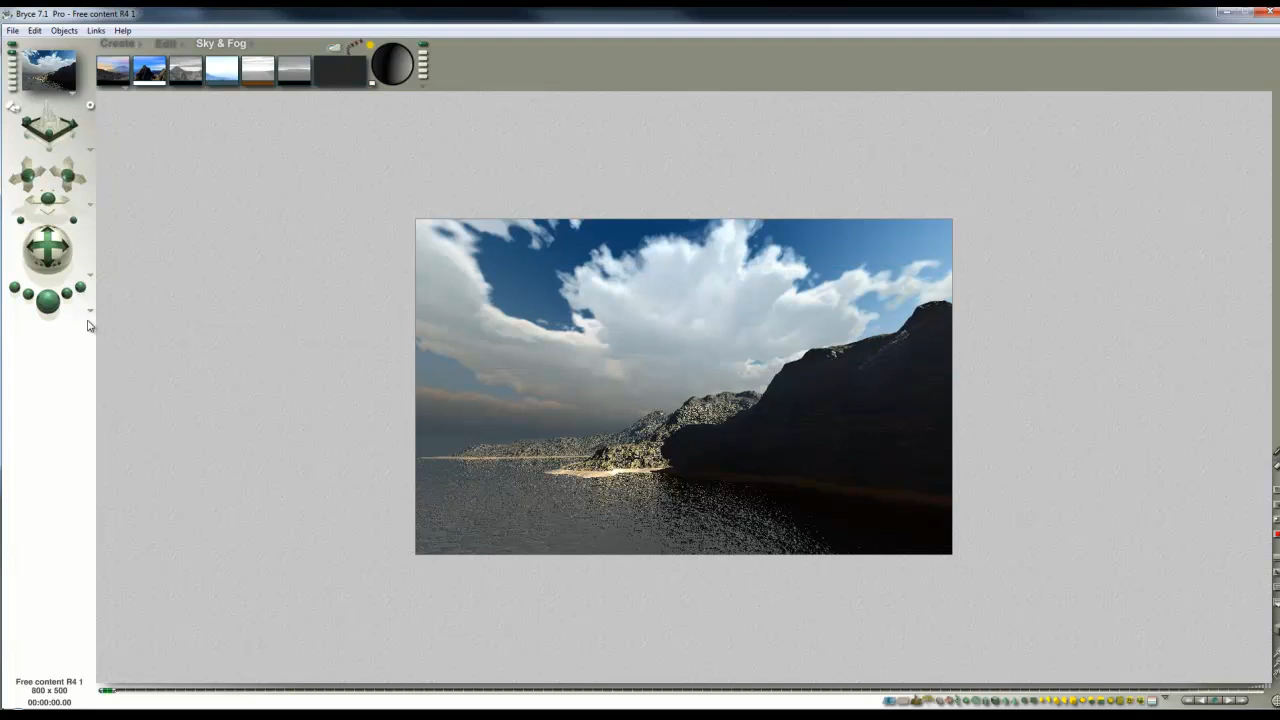 Bryce 7.1 Pro - Free content R4 1
File Edit Objects Links Help
Create Edit Sky & Fog
Free content R4 1
800 x 500
00:00:00.00